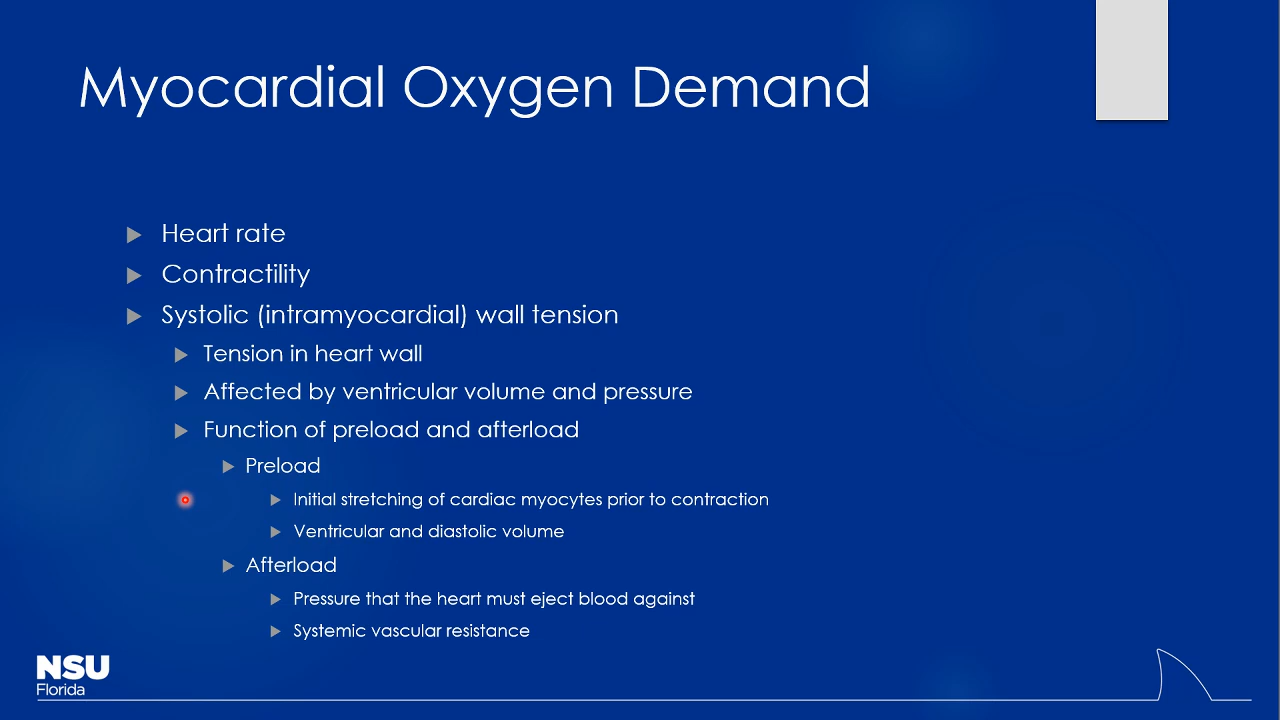 Myocardial Oxygen Demand
Heart rate
Contractility
Systolic (intramyocardial) wall tension
Tension in heart wall
Affected by ventricular volume and pressure
Function of preload and afterload
Preload
Initial stretching of cardiac myocytes prior to contraction
Ventricular and diastolic volume
Afterload
Pressure that the heart must eject blood against
Systemic vascular resistance
NSU
Florida